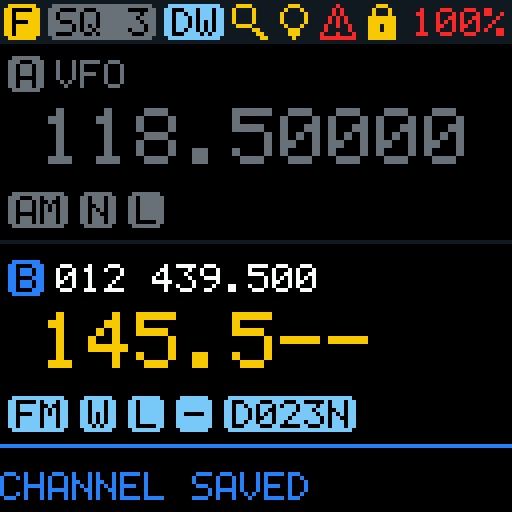 F SQ 3 DW 100%
A VFO
118.50000
AM N L
B 012 439.500
145.5--
FM W L - D023N
CHANNEL SAVED